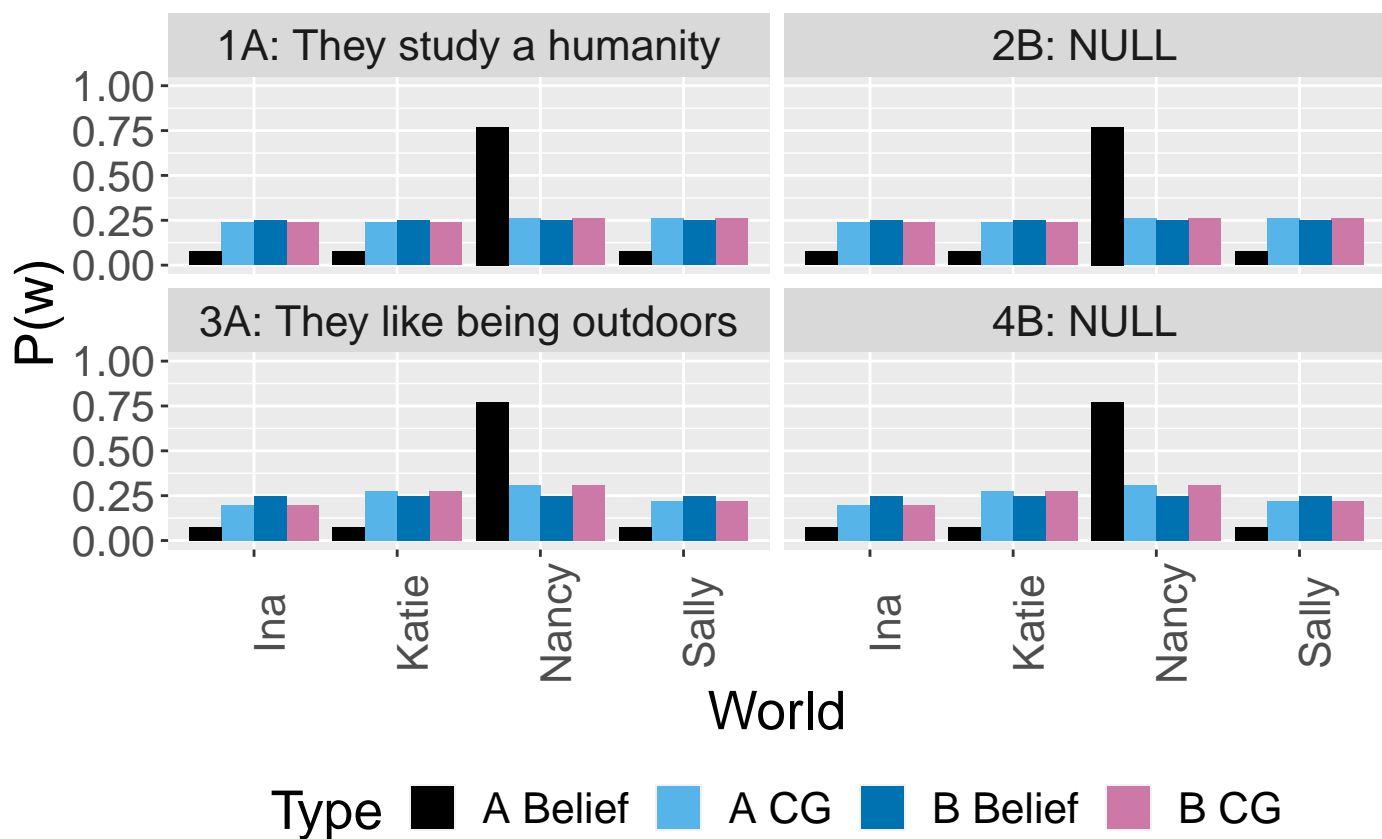 1A: They study a humanity
2B: NULL
1.00
0.75
0.50
0.25
0.00
3A: They like being outdoors
4B: NULL
1.00
0.75
0.50
0.25
0.00
P(w)
Ina
Katie
Nancy
Sally
Ina
Katie
Nancy
Sally
World
Type A Belief A CG B Belief B CG